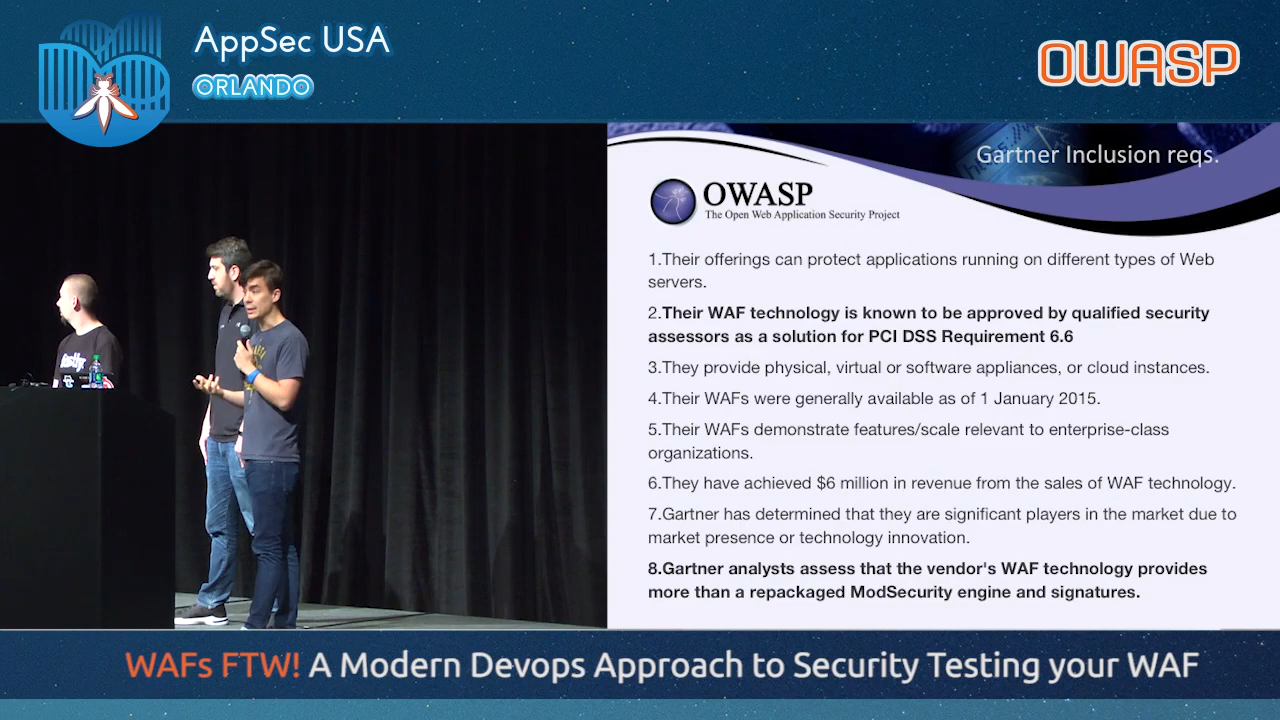 AppSec USA
ORLANDO
OWASP
Gartner Inclusion reqs.
OWASP
The Open Web Application Security Project
1.Their offerings can protect applications running on different types of Web
servers.
2.Their WAF technology is known to be approved by qualified security
assessors as a solution for PCI DSS Requirement 6.6
3.They provide physical, virtual or software appliances, or cloud instances.
4.Their WAFs were generally available as of 1 January 2015.
5.Their WAFs demonstrate features/scale relevant to enterprise-class
organizations.
6.They have achieved $6 million in revenue from the sales of WAF technology.
7.Gartner has determined that they are significant players in the market due to
market presence or technology innovation.
8.Gartner analysts assess that the vendor's WAF technology provides
more than a repackaged ModSecurity engine and signatures.
fastly
WAFs FTW! A Modern Devops Approach to Security Testing your WAF